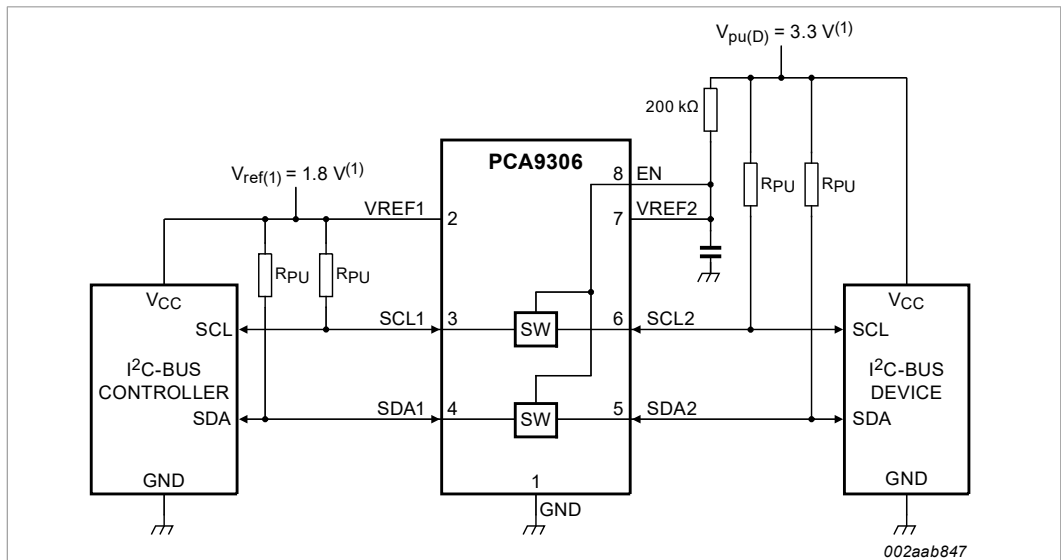 Vpu(D) = 3.3 V(1)
200 kΩ
PCA9306
Vref(1) = 1.8 V(1)
8 EN
RPU RPU
VREF1
2
7 VREF2
RPU RPU
VCC
VCC
SCL
SCL1
3
SW
6
SCL2
SCL
I2C-BUS
CONTROLLER
I2C-BUS
DEVICE
SDA
SDA1
4
SW
5
SDA2
SDA
GND
1
GND
GND
002aab847